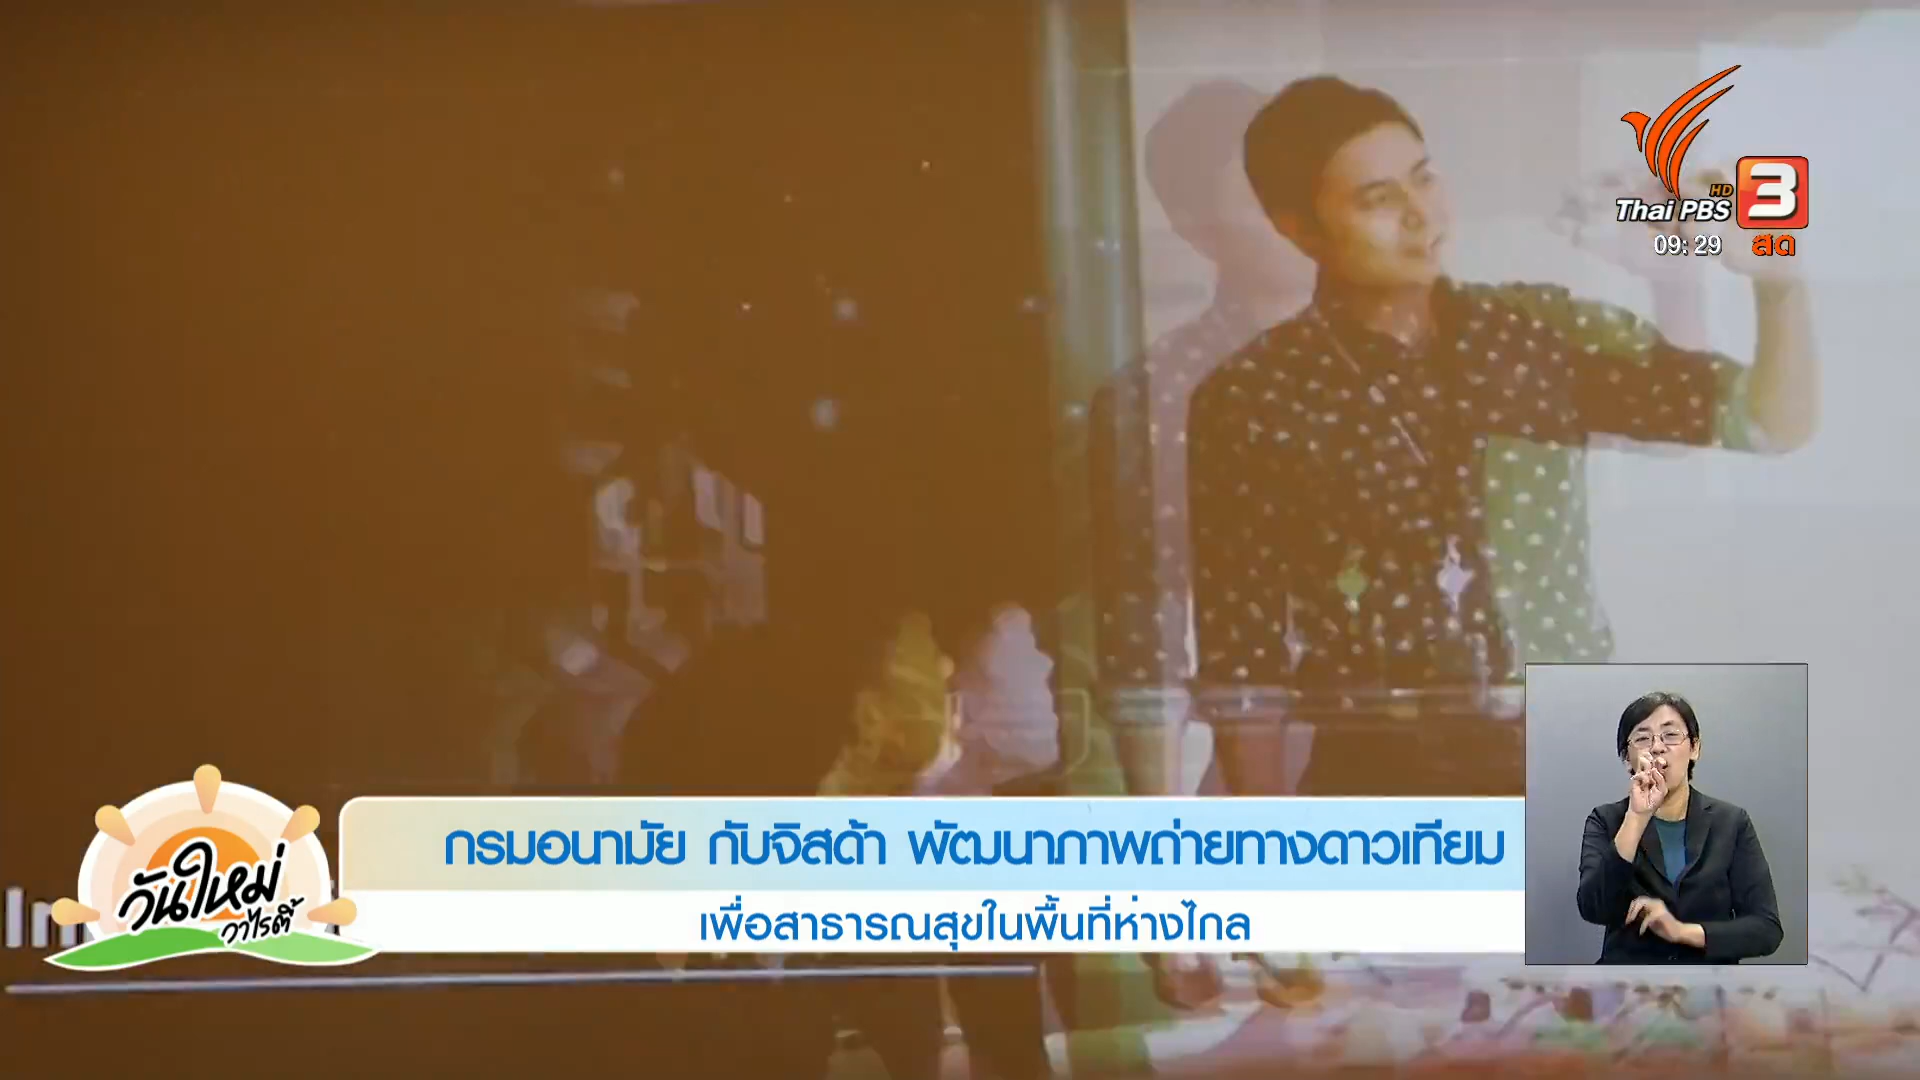 HD
Thai PBS 3
09: 29 สด
กรมอนามัย กับจิสด้า พัฒนาภาพถ่ายทางดาวเทียม
เพื่อสาธารณสุขในพื้นที่ห่างไกล
วันใหม่
วาไรตี้